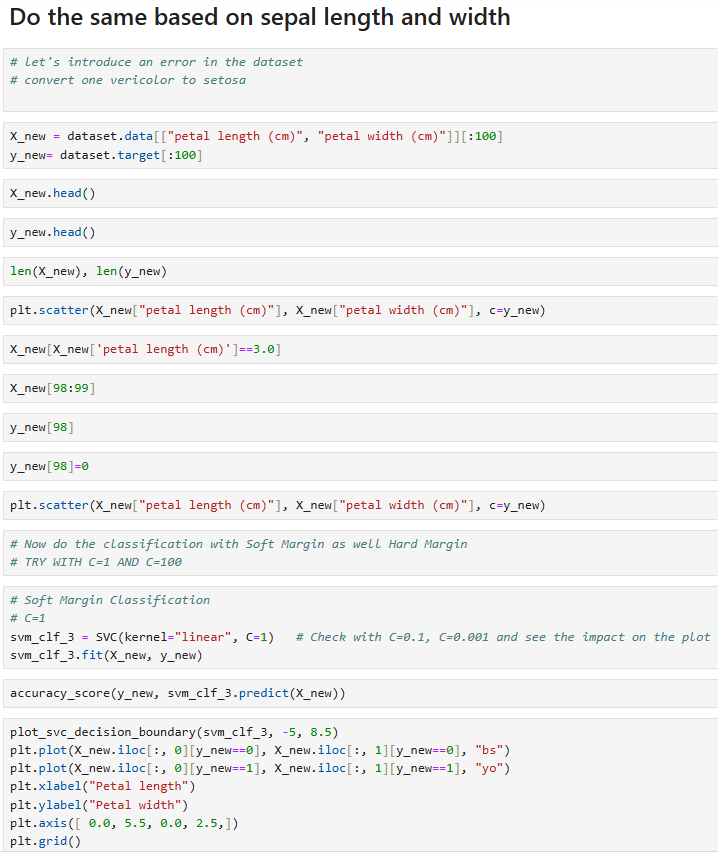 Do the same based on sepal length and width
# let's introduce an error in the dataset
# convert one vericolor to setosa
X_new = dataset.data[["petal length (cm)", "petal width (cm)"]][:100]
y_new= dataset.target[:100]
X_new.head()
y_new.head()
len(X_new), len(y_new)
plt.scatter(X_new["petal length (cm)"], X_new["petal width (cm)"], c=y_new)
X_new[X_new['petal length (cm)']==3.0]
X_new[98:99]
y_new[98]
y_new[98]=0
plt.scatter(X_new["petal length (cm)"], X_new["petal width (cm)"], c=y_new)
# Now do the classification with Soft Margin as well Hard Margin
# TRY WITH C=1 AND C=100
# Soft Margin Classification
# C=1
svm_clf_3 = SVC(kernel="linear", C=1)   # Check with C=0.1, C=0.001 and see the impact on the plot
svm_clf_3.fit(X_new, y_new)
accuracy_score(y_new, svm_clf_3.predict(X_new))
plot_svc_decision_boundary(svm_clf_3, -5, 8.5)
plt.plot(X_new.iloc[:, 0][y_new==0], X_new.iloc[:, 1][y_new==0], "bs")
plt.plot(X_new.iloc[:, 0][y_new==1], X_new.iloc[:, 1][y_new==1], "yo")
plt.xlabel("Petal length")
plt.ylabel("Petal width")
plt.axis([ 0.0, 5.5, 0.0, 2.5,])
plt.grid()